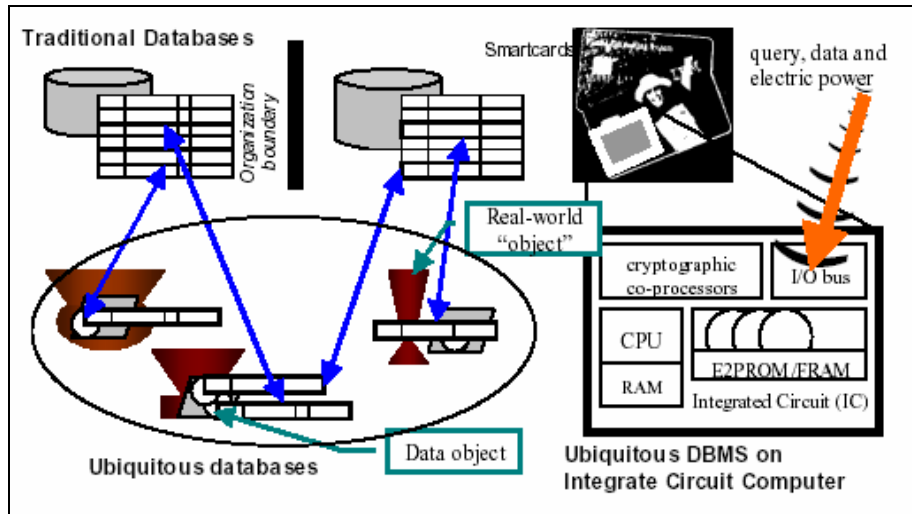 Traditional Databases
Organization
boundary
Smartcards
query, data and
electric power
Real-world
“object”
cryptographic
co-processors
I/O bus
CPU
RAM
E2PROM/FRAM
Integrated Circuit (IC)
Data object
Ubiquitous databases
Ubiquitous DBMS on
Integrate Circuit Computer